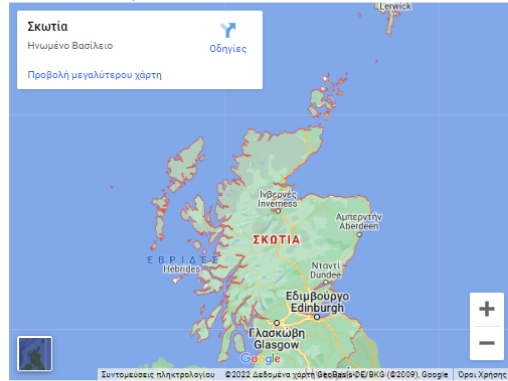 Σκωτία
Ηνωμένο Βασίλειο
Οδηγίες
Προβολή μεγαλύτερου χάρτη
Lerwick
Ιβερνές
Inverness
Αμπερντήν
Aberdeen
ΣΚΩΤΙΑ
ΕΒΡΙΔΕΣ
Hebrides
Νταντί
Dundee
Εδιμβούργο
Edinburgh
Γλασκώβη
Glasgow
Google
Συντομεύσεις πληκτρολογίου ©2022 Δεδομένα χάρτη GeoBasis-DE/BKG (©2009), Google Όροι Χρήσης